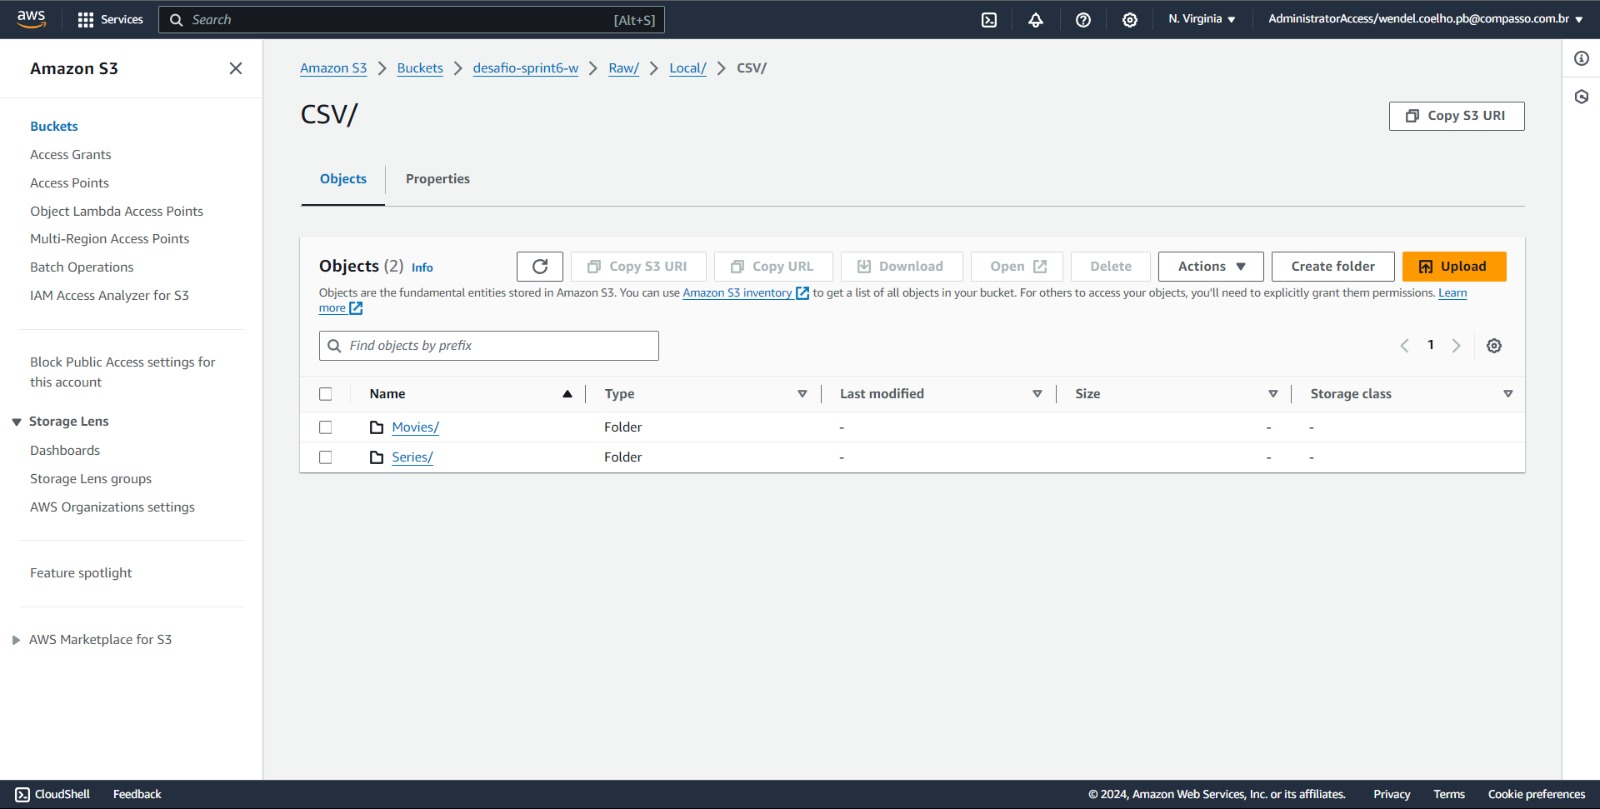 aws Services Search [Alt+S] N. Virginia AdministratorAccess/wendel.coelho.pb@compasso.com.br
Amazon S3
Buckets
Access Grants
Access Points
Object Lambda Access Points
Multi-Region Access Points
Batch Operations
IAM Access Analyzer for S3
Block Public Access settings for
this account
Storage Lens
Dashboards
Storage Lens groups
AWS Organizations settings
Feature spotlight
AWS Marketplace for S3
Amazon S3 Buckets desafio-sprint6-w Raw/ Local/ CSV/
CSV/
Copy S3 URI
Objects Properties
Objects (2) Info Copy S3 URI Copy URL Download Open Delete Actions Create folder Upload
Objects are the fundamental entities stored in Amazon S3. You can use Amazon S3 inventory to get a list of all objects in your bucket. For others to access your objects, you'll need to explicitly grant them permissions. Learn
more
Find objects by prefix 1
Name Type Last modified Size Storage class
Movies/ Folder - - -
Series/ Folder - - -
CloudShell Feedback © 2024, Amazon Web Services, Inc. or its affiliates. Privacy Terms Cookie preferences